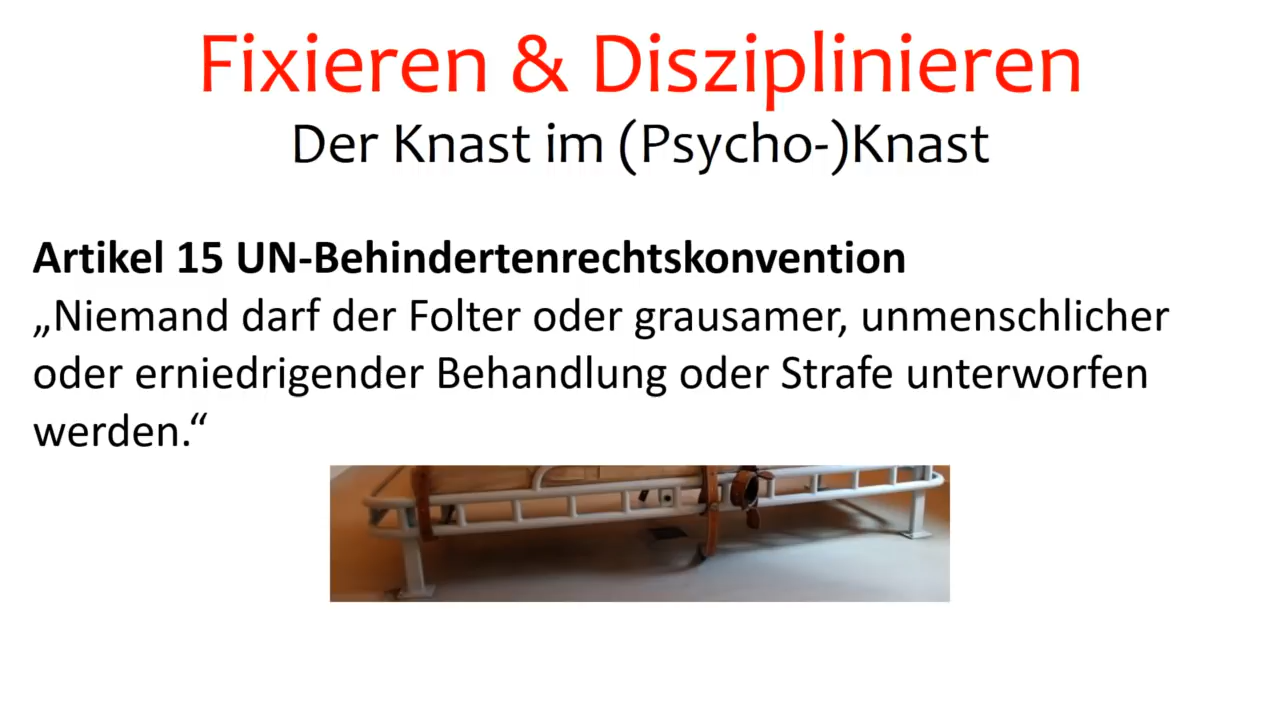 Fixieren & Disziplinieren
Der Knast im (Psycho-)Knast
Artikel 15 UN-Behindertenrechtskonvention
„Niemand darf der Folter oder grausamer, unmenschlicher
oder erniedrigender Behandlung oder Strafe unterworfen
werden.“